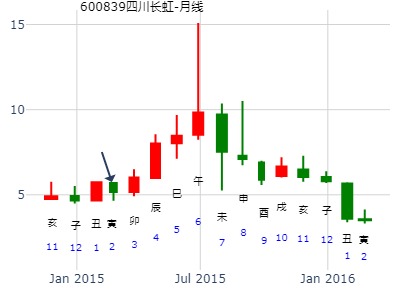 600839四川长虹-月线
15
10
5
亥 子 丑 寅 卯 辰 巳 午 未 申 酉 戌 亥 子 丑 寅
11 12 1 2 3 4 5 6 7 8 9 10 11 12 1 2
Jan 2015 Jul 2015 Jan 2016